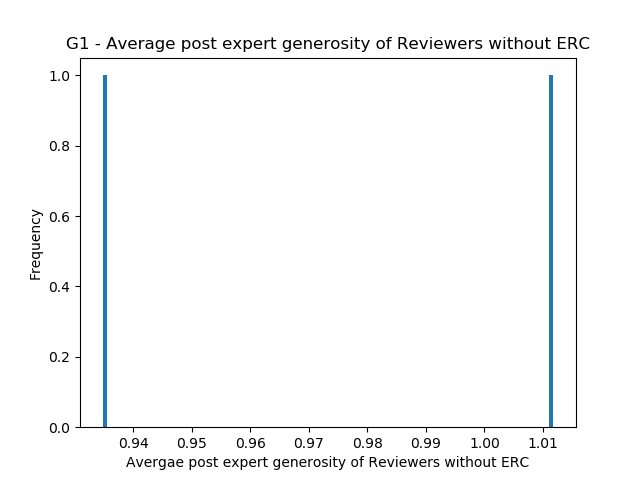 G1 - Average post expert generosity of Reviewers without ERC
1.0
0.8
0.6
0.4
0.2
0.0
Frequency
0.94 0.95 0.96 0.97 0.98 0.99 1.00 1.01
Avergae post expert generosity of Reviewers without ERC